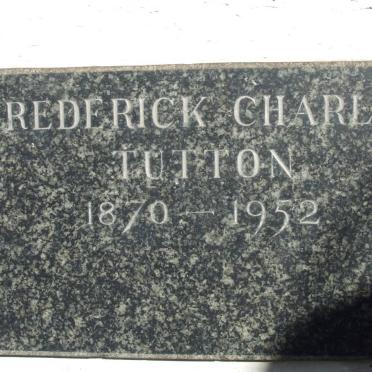 REDERICK CHARL
TUTTON
1870 – 1952